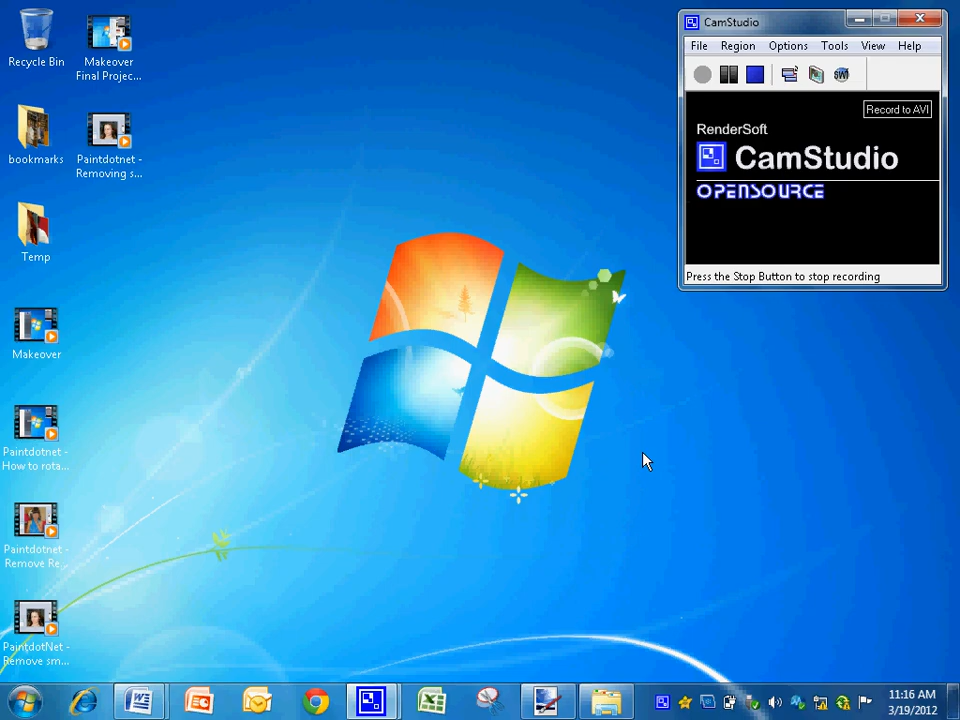 Recycle Bin
Makeover
Final Projec...
bookmarks
Paintdotnet -
Removing s...
Temp
Makeover
Paintdotnet -
How to rota...
Paintdotnet -
Remove Re...
PaintdotNet -
Remove sm...
CamStudio
File Region Options Tools View Help
Record to AVI
RenderSoft
CamStudio
OPENSOURCE
Press the Stop Button to stop recording
11:16 AM
3/19/2012